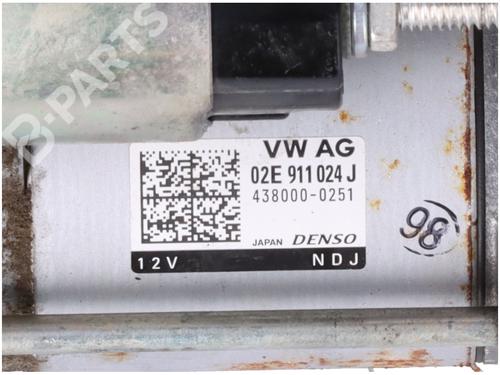 B-PARTS
VW AG
02E 911 024 J
438000-0251
JAPAN DENSO
12V NDJ
98